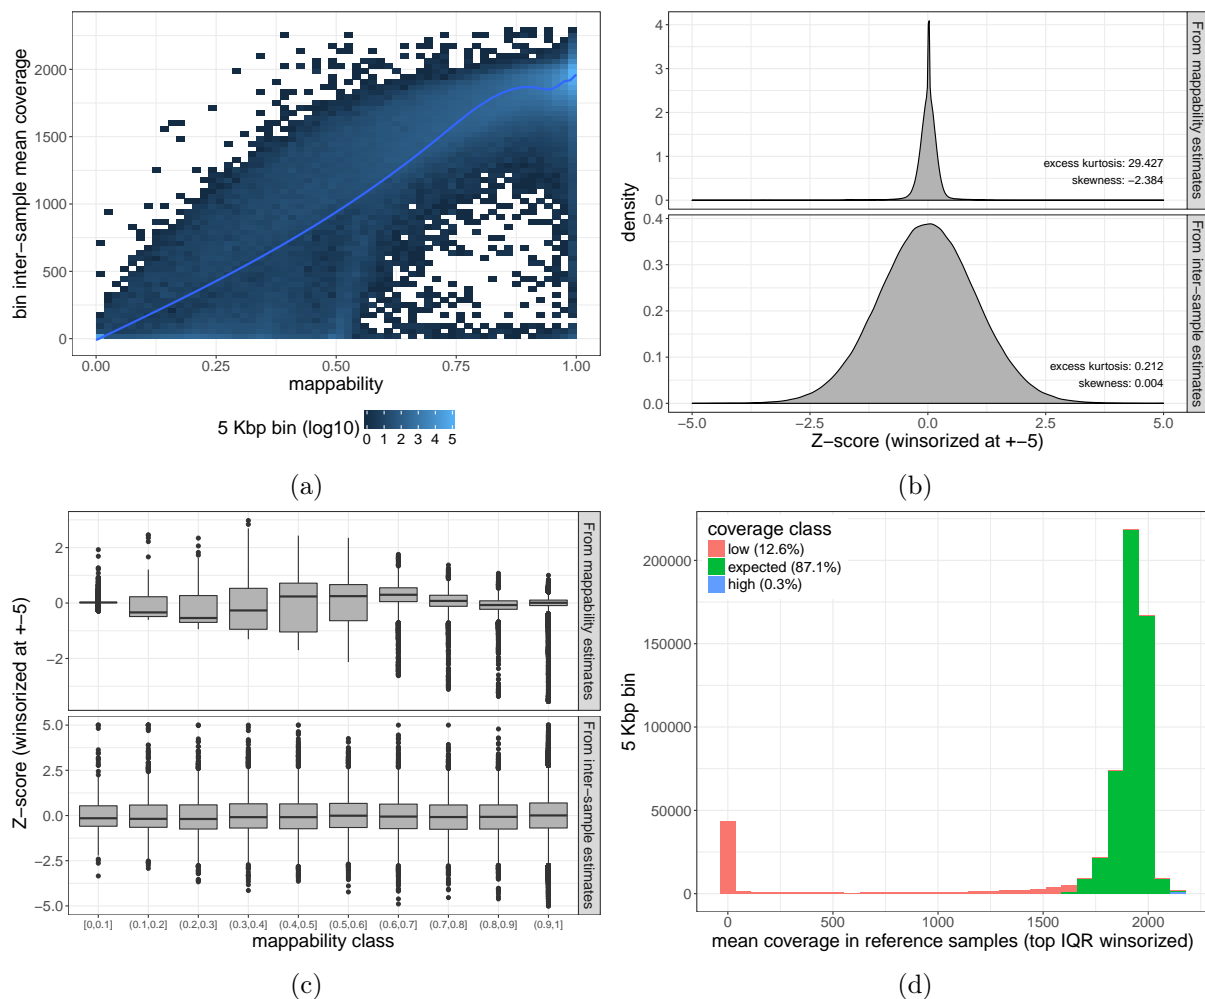 bin inter−sample mean coverage
2000
1500
1000
500
0
0.00 0.25 0.50 0.75 1.00
mappability
5 Kbp bin (log10)
0 1 2 3 4 5
(a)
density
4
3
2
1
0
excess kurtosis: 29.427
skewness: −2.384
From mappability estimates
0.4
0.3
0.2
0.1
0.0
excess kurtosis: 0.212
skewness: 0.004
From inter−sample estimates
−5.0 −2.5 0.0 2.5 5.0
Z−score (winsorized at +−5)
(b)
Z−score (winsorized at +−5)
2
0
−2
From mappability estimates
5.0
2.5
0.0
−2.5
−5.0
From inter−sample estimates
[0,0.1] (0.1,0.2] (0.2,0.3] (0.3,0.4] (0.4,0.5] (0.5,0.6] (0.6,0.7] (0.7,0.8] (0.8,0.9] (0.9,1]
mappability class
(c)
5 Kbp bin
200000
150000
100000
50000
0
coverage class
low (12.6%)
expected (87.1%)
high (0.3%)
0 500 1000 1500 2000
mean coverage in reference samples (top IQR winsorized)
(d)